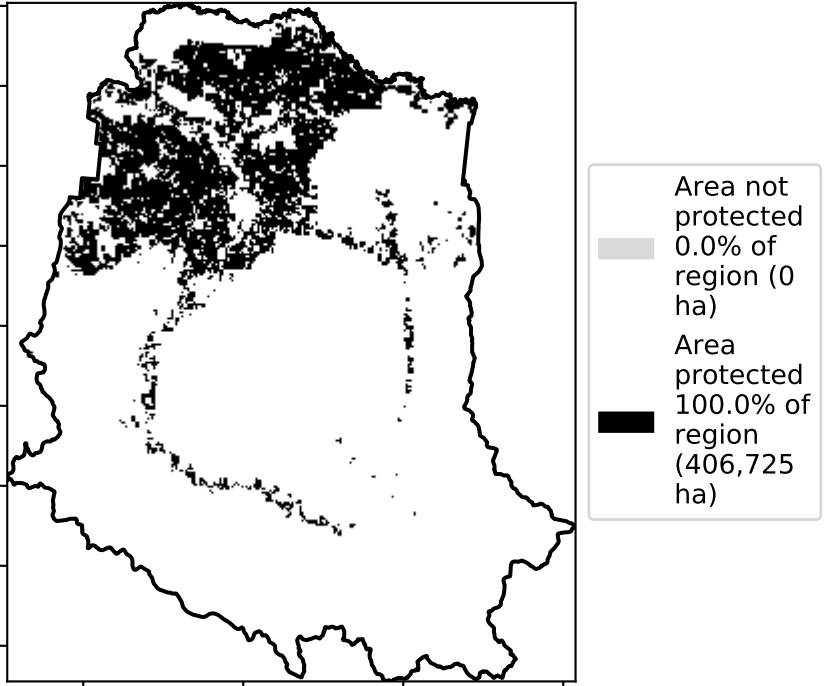 Area not
protected
0.0% of
region (0
ha)
Area
protected
100.0% of
region
(406,725
ha)